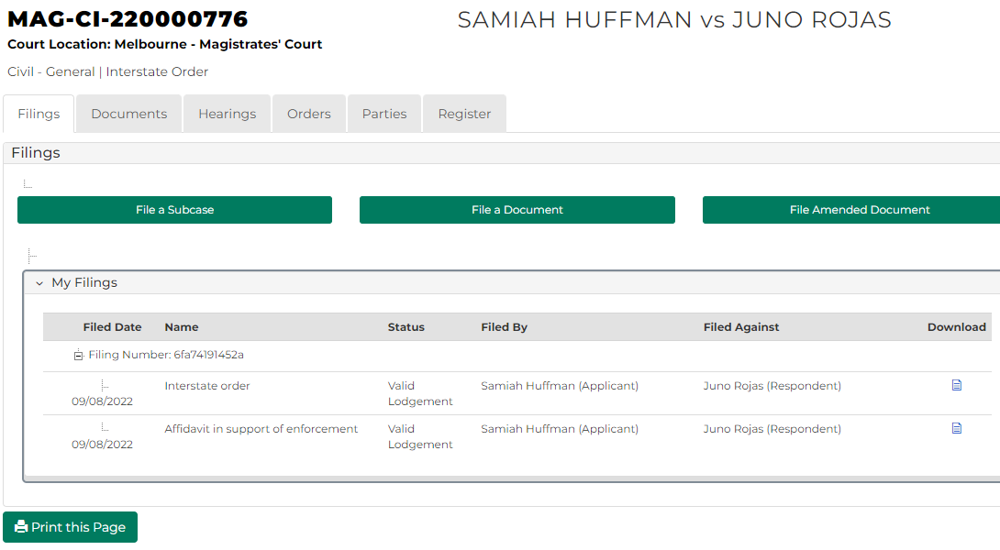 MAG-CI-220000776
SAMIAH HUFFMAN vs JUNO ROJAS
Court Location: Melbourne - Magistrates' Court
Civil - General | Interstate Order
Filings Documents Hearings Orders Parties Register
Filings
File a Subcase File a Document File Amended Document
My Filings
Filed Date Name Status Filed By Filed Against Download
Filing Number: 6fa74191452a
Interstate order Valid Samiah Huffman (Applicant) Juno Rojas (Respondent)
09/08/2022 Lodgement
Affidavit in support of enforcement Valid Samiah Huffman (Applicant) Juno Rojas (Respondent)
09/08/2022 Lodgement
Print this Page